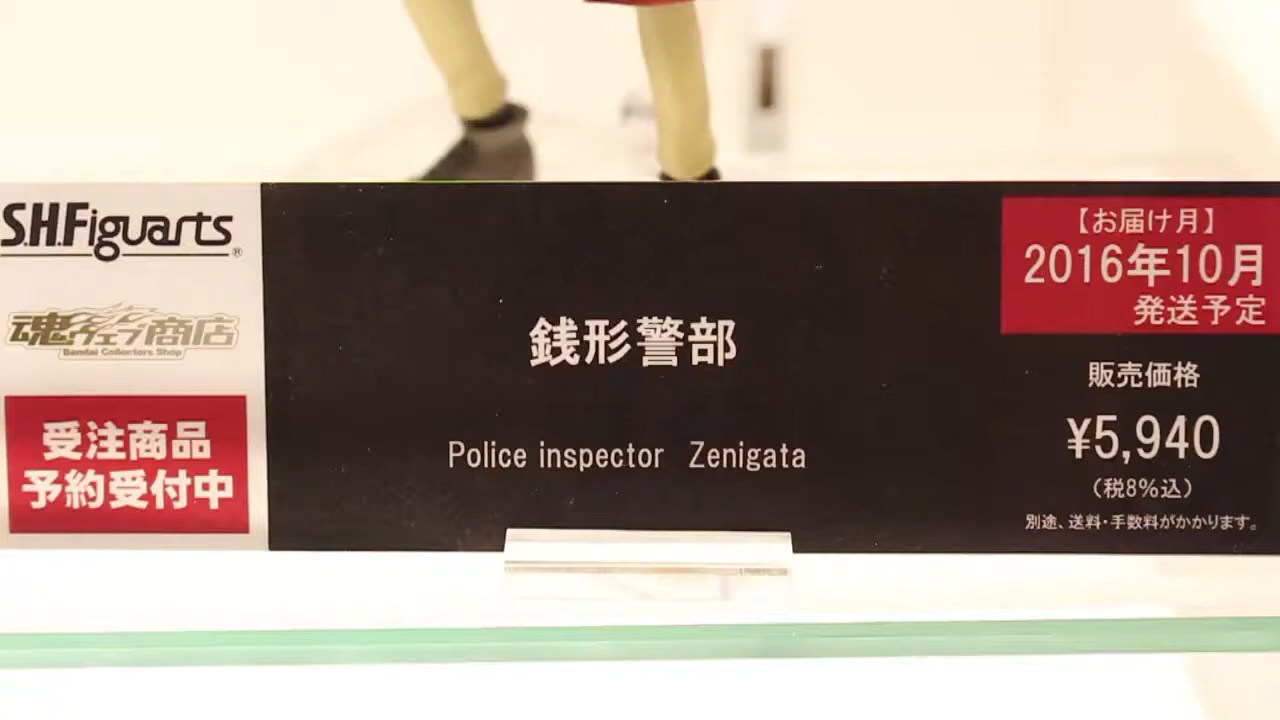 S.H.Figuarts®
魂ウェブ商店
Bandai Collectors Shop
受注商品
予約受付中
銭形警部
Police inspector Zenigata
【お届け月】
2016年10月
発送予定
販売価格
¥5,940
(税8%込)
別途、送料・手数料がかかります。